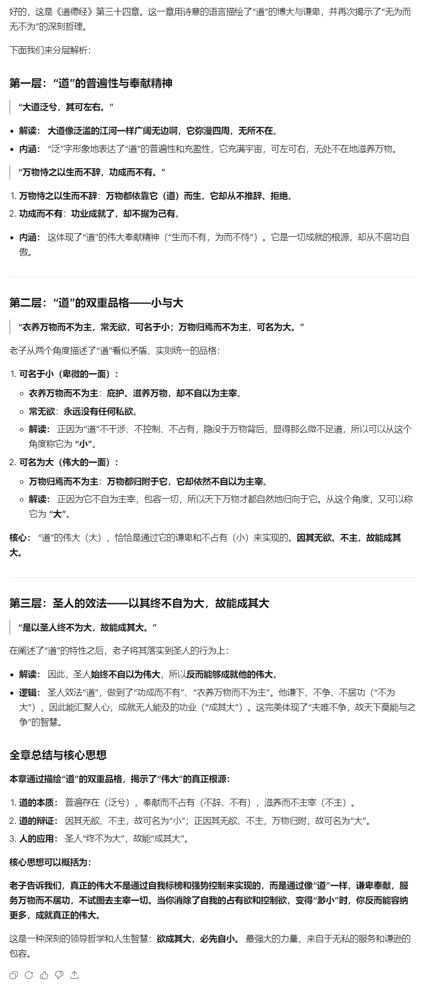 好的，这是《道德经》第三十四章。这一章用诗意的语言描绘了“道”的博大与谦卑，并再次揭示了“无为而
无不为”的深刻哲理。
下面我们来分层解析：
第一层：“道”的普遍性与奉献精神
“大道泛兮，其可左右。”
• 解读： 大道像泛滥的江河一样广阔无边啊，它弥漫四周，无所不在。
• 内涵： “泛”字形象地表达了“道”的普遍性和充盈性，它充满宇宙，可左可右，无处不在地滋养万物。
“万物恃之以生而不辞，功成而不有。”
1. 万物恃之以生而不辞：万物都依靠它（道）而生，它却从不推辞、拒绝。
2. 功成而不有：功业成就了，却不据为己有。
• 内涵： 这体现了“道”的伟大奉献精神（“生而不有，为而不恃”）。它是一切成就的根源，却从不居功自
傲。
第二层：“道”的双重品格——小与大
“衣养万物而不为主，常无欲，可名于小；万物归焉而不为主，可名为大。”
老子从两个角度描述了“道”看似矛盾、实则统一的品格：
1. 可名于小（卑微的一面）：
◦ 衣养万物而不为主：庇护、滋养万物，却不自以为主宰。
◦ 常无欲：永远没有任何私欲。
◦ 解读： 正因为“道”不干涉、不控制、不占有，隐没于万物背后，显得那么微不足道，所以可以从这个
角度称它为 “小”。
2. 可名为大（伟大的一面）：
◦ 万物归焉而不为主：万物都归附于它，它却依然不自以为主宰。
◦ 解读： 正因为它不自为主宰，包容一切，所以天下万物才都自然地归向于它。从这个角度，又可以称
它为 “大”。
核心： “道”的伟大（大），恰恰是通过它的谦卑和不占有（小）来实现的。因其无欲、不主，故能成其
大。
第三层：圣人的效法——以其终不自为大，故能成其大
“是以圣人终不为大，故能成其大。”
在阐述了“道”的特性之后，老子将其落实到圣人的行为上：
• 解读： 因此，圣人始终不自以为伟大，所以反而能够成就他的伟大。
• 逻辑： 圣人效法“道”，做到了“功成而不有”、“衣养万物而不为主”。他谦下、不争、不居功（“不为
大”），因此能汇聚人心，成就无人能及的功业（“成其大”）。这完美体现了“夫唯不争，故天下莫能与之
争”的智慧。
全章总结与核心思想
本章通过描绘“道”的双重品格，揭示了“伟大”的真正根源：
1. 道的本质： 普遍存在（泛兮），奉献而不占有（不辞、不有），滋养而不主宰（不主）。
2. 道的辩证： 因其无欲、不主，故可名为“小”；正因其无欲、不主，万物归附，故可名为“大”。
3. 人的应用： 圣人“终不为大”，故能“成其大”。
核心思想可以概括为：
老子告诉我们，真正的伟大不是通过自我标榜和强势控制来实现的，而是通过像“道”一样，谦卑奉献，服
务万物而不居功，不试图去主宰一切。当你消除了自我的占有欲和控制欲，变得“渺小”时，你反而能容纳
更多，成就真正的伟大。
这是一种深刻的领导哲学和人生智慧：欲成其大，必先自小。 最强大的力量，来自于无私的服务和谦逊的
包容。